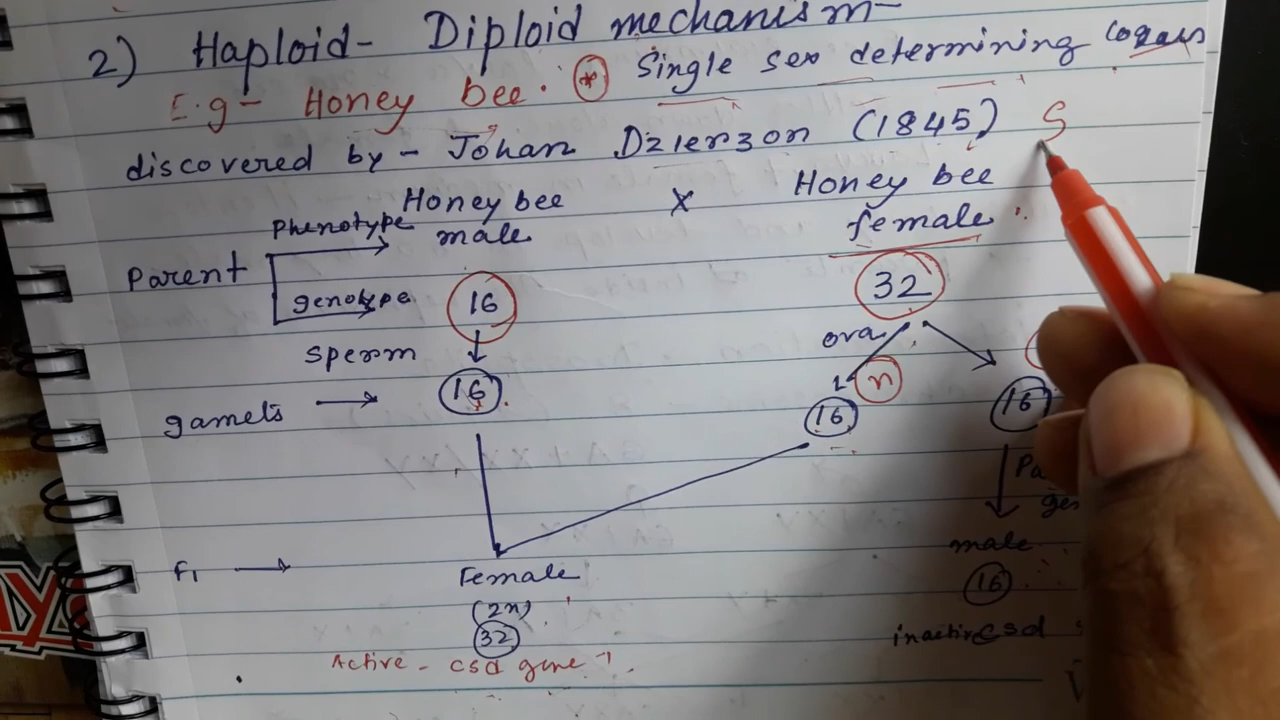 2) Haploid- Diploid mechanism-
E.g- Honey bee. * Single sex determining
discovered by - Johan Dzierzon (1845) S
Honey bee male X Honey bee female
Parent phenotype
genotype 16 32
sperm ova
n
gamets 16 16 16
F1 Female male
(2n) 16
32 inactive csd
Active - csd gene